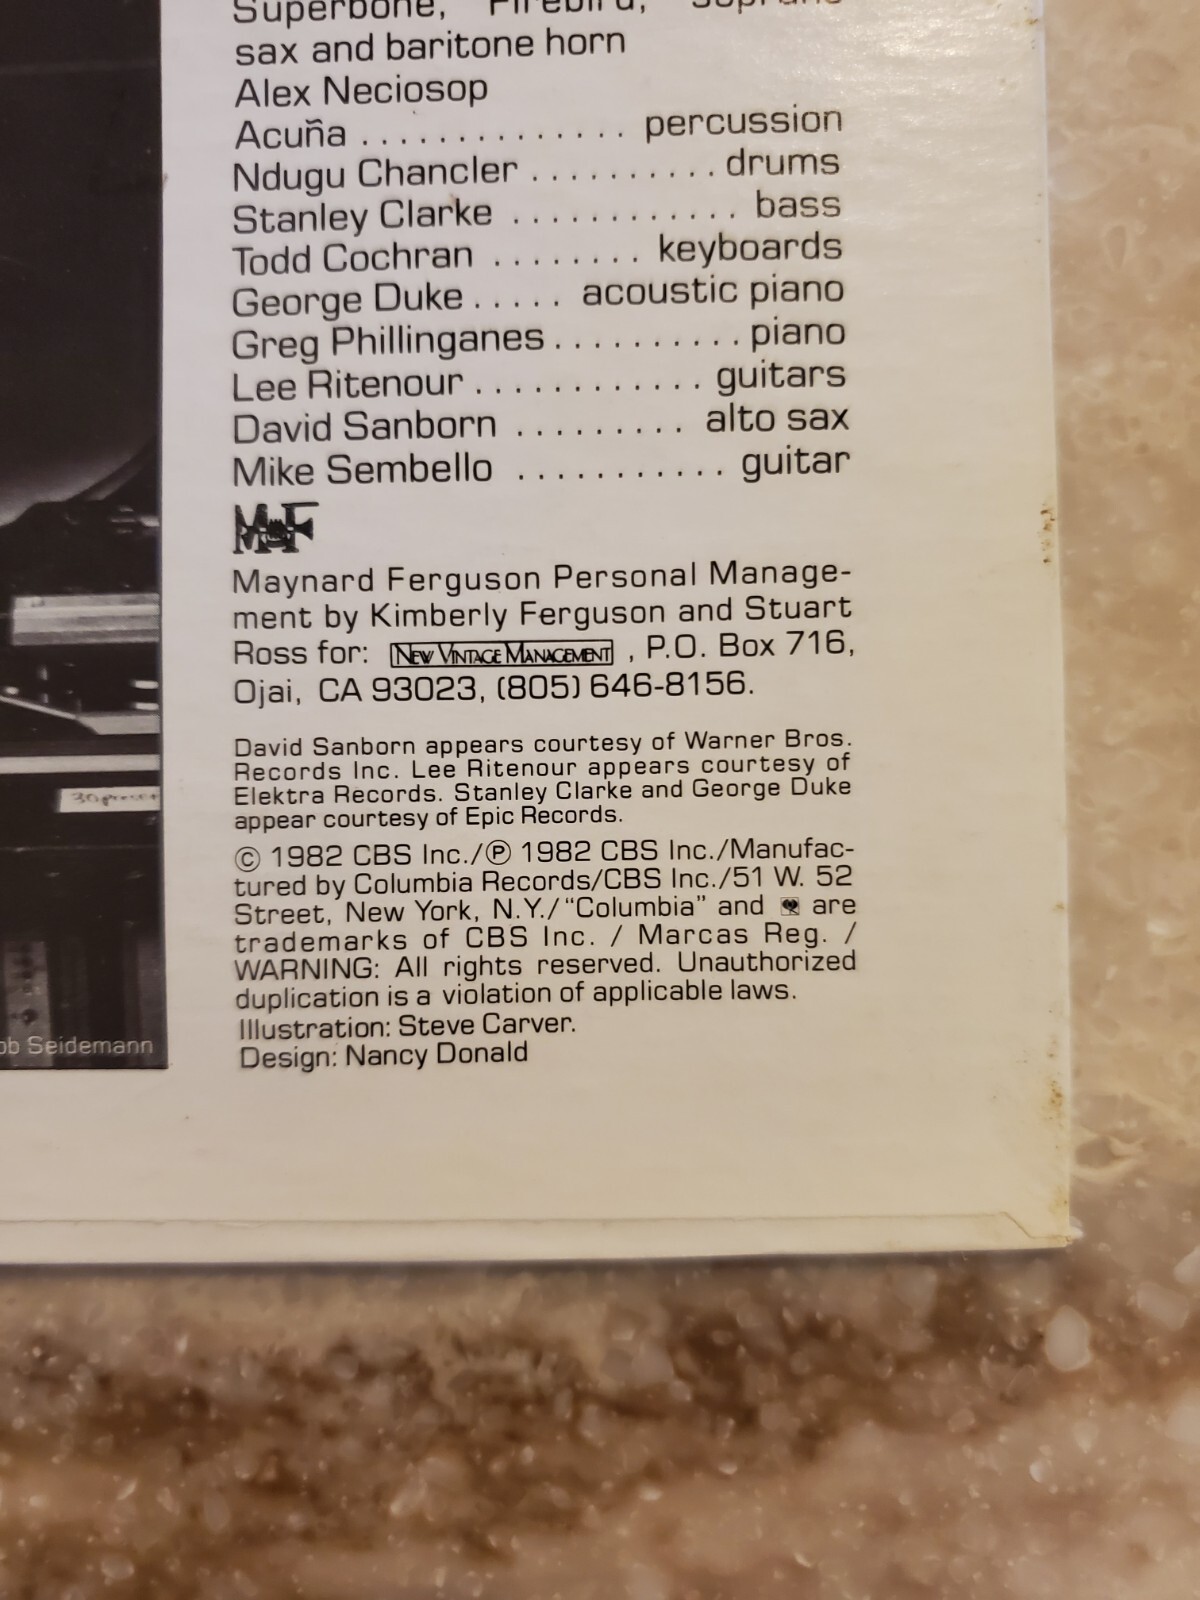 Superbone, Firebird, soprano
sax and baritone horn
Alex Neciosop
Acuña . . . . . . . . . . . . . . percussion
Ndugu Chancler . . . . . . . . . . drums
Stanley Clarke . . . . . . . . . . . . bass
Todd Cochran . . . . . . . . keyboards
George Duke . . . . . acoustic piano
Greg Phillinganes . . . . . . . . . . piano
Lee Ritenour . . . . . . . . . . . . guitars
David Sanborn . . . . . . . . . alto sax
Mike Sembello . . . . . . . . . . . guitar
MF
Maynard Ferguson Personal Manage-
ment by Kimberly Ferguson and Stuart
Ross for: NEW VINTAGE MANAGEMENT , P.O. Box 716,
Ojai, CA 93023, (805) 646-8156.
David Sanborn appears courtesy of Warner Bros.
Records Inc. Lee Ritenour appears courtesy of
Elektra Records. Stanley Clarke and George Duke
appear courtesy of Epic Records.
© 1982 CBS Inc./℗ 1982 CBS Inc./Manufac-
tured by Columbia Records/CBS Inc./51 W. 52
Street, New York, N.Y./"Columbia" and are
trademarks of CBS Inc. / Marcas Reg. /
WARNING: All rights reserved. Unauthorized
duplication is a violation of applicable laws.
Illustration: Steve Carver.
Design: Nancy Donald
ob Seidemann